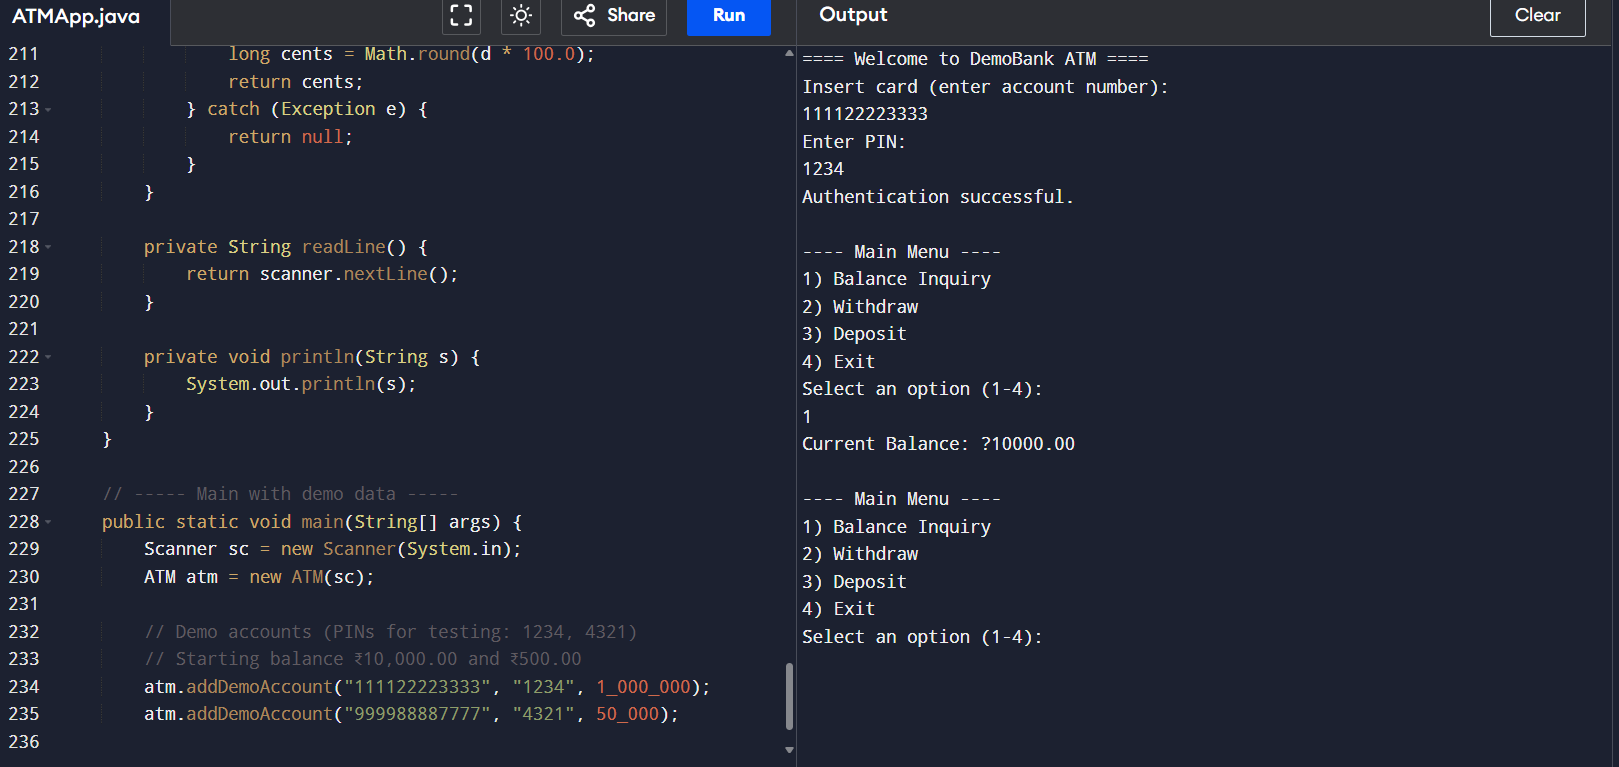 ATMApp.java
Share
Run
211 long cents = Math.round(d * 100.0);
212 return cents;
213 } catch (Exception e) {
214 return null;
215 }
216 }
217
218 private String readLine() {
219 return scanner.nextLine();
220 }
221
222 private void println(String s) {
223 System.out.println(s);
224 }
225 }
226
227 // ----- Main with demo data -----
228 public static void main(String[] args) {
229 Scanner sc = new Scanner(System.in);
230 ATM atm = new ATM(sc);
231
232 // Demo accounts (PINs for testing: 1234, 4321)
233 // Starting balance ₹10,000.00 and ₹500.00
234 atm.addDemoAccount("111122223333", "1234", 1_000_000);
235 atm.addDemoAccount("999988887777", "4321", 50_000);
236
Output
Clear
==== Welcome to DemoBank ATM ====
Insert card (enter account number):
111122223333
Enter PIN:
1234
Authentication successful.
---- Main Menu ----
1) Balance Inquiry
2) Withdraw
3) Deposit
4) Exit
Select an option (1-4):
1
Current Balance: ?10000.00
---- Main Menu ----
1) Balance Inquiry
2) Withdraw
3) Deposit
4) Exit
Select an option (1-4):